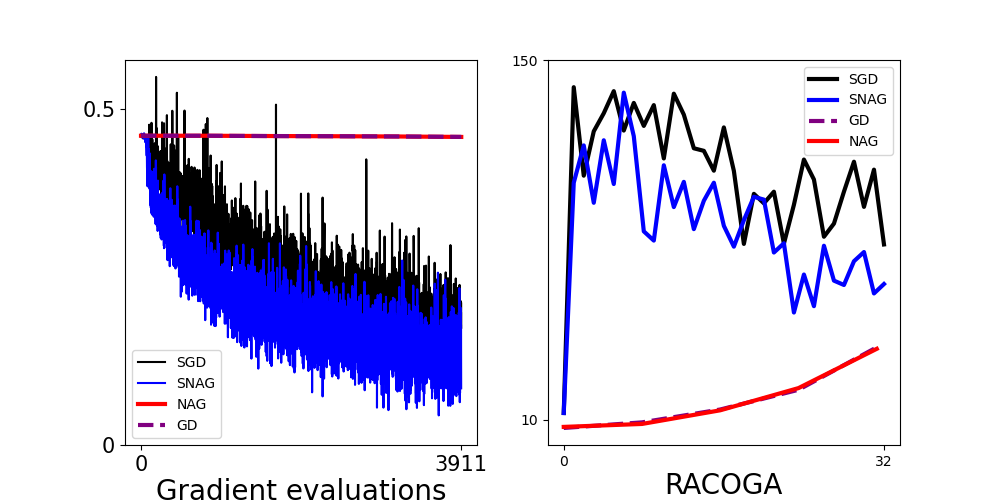 0.5
0
0
3911
Gradient evaluations
SGD
SNAG
NAG
GD
150
10
0
32
RACOGA
SGD
SNAG
GD
NAG